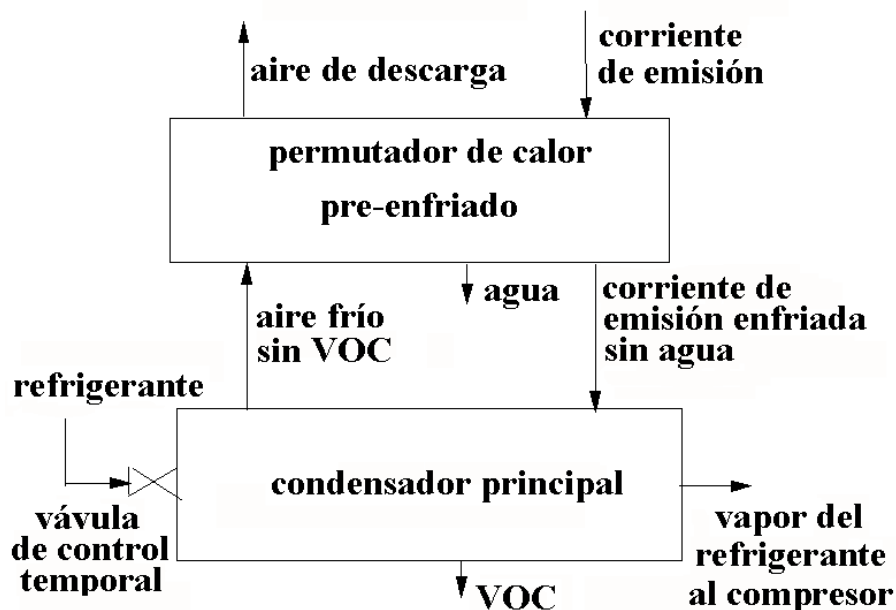 aire de descarga
corriente
de emisión
permutador de calor
pre-enfriado
agua
corriente de
emisión enfriada
sin agua
aire frío
sin VOC
refrigerante
condensador principal
vávula
de control
temporal
VOC
vapor del
refrigerante
al compresor